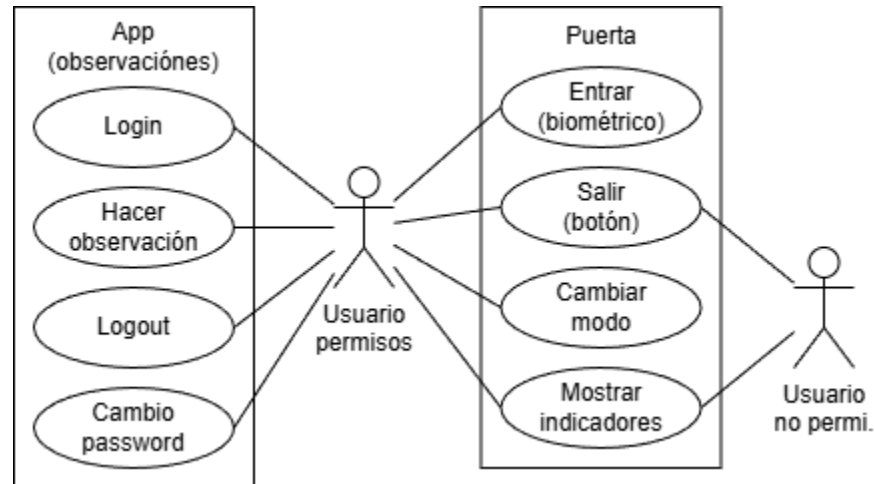 App
(observaciónes)
Login
Hacer
observación
Logout
Cambio
password
Usuario
permisos
Puerta
Entrar
(biométrico)
Salir
(botón)
Cambiar
modo
Mostrar
indicadores
Usuario
no permi.